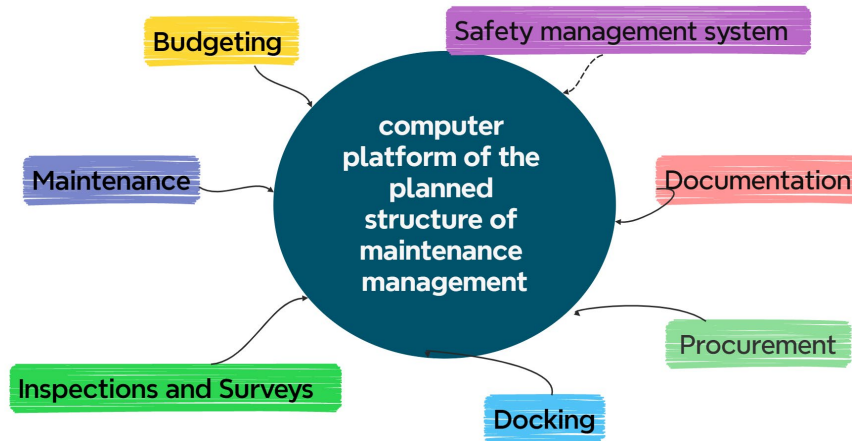 Budgeting
Safety management system
computer
platform of the
planned
structure of
maintenance
management
Maintenance
Documentation
Inspections and Surveys
Procurement
Docking